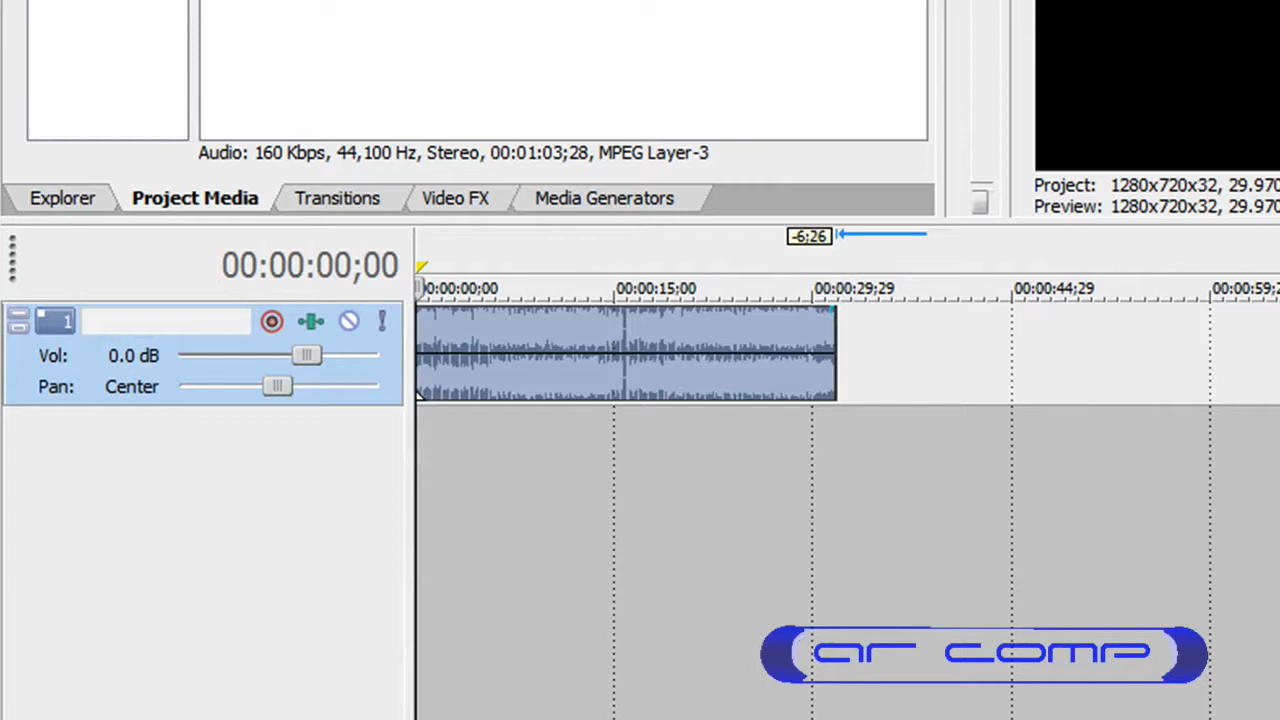 Audio: 160 Kbps, 44,100 Hz, Stereo, 00:01:03;28, MPEG Layer-3
Explorer Project Media Transitions Video FX Media Generators
Project: 1280x720x32, 29.970
Preview: 1280x720x32, 29.970
-6;26
00:00:00;00
00:00:00;00 00:00:15;00 00:00:29;29 00:00:44;29 00:00:59;2
1
Vol: 0.0 dB
Pan: Center
ar comp